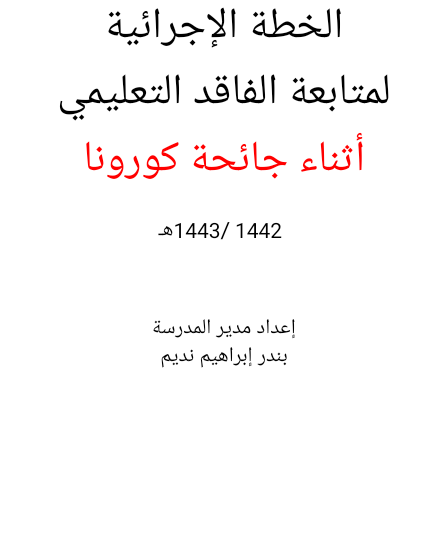 الخطة الإجرائية
لمتابعة الفاقد التعليمي
أثناء جائحة كورونا
1442 /1443هـ
إعداد مدير المدرسة
بندر إبراهيم نديم